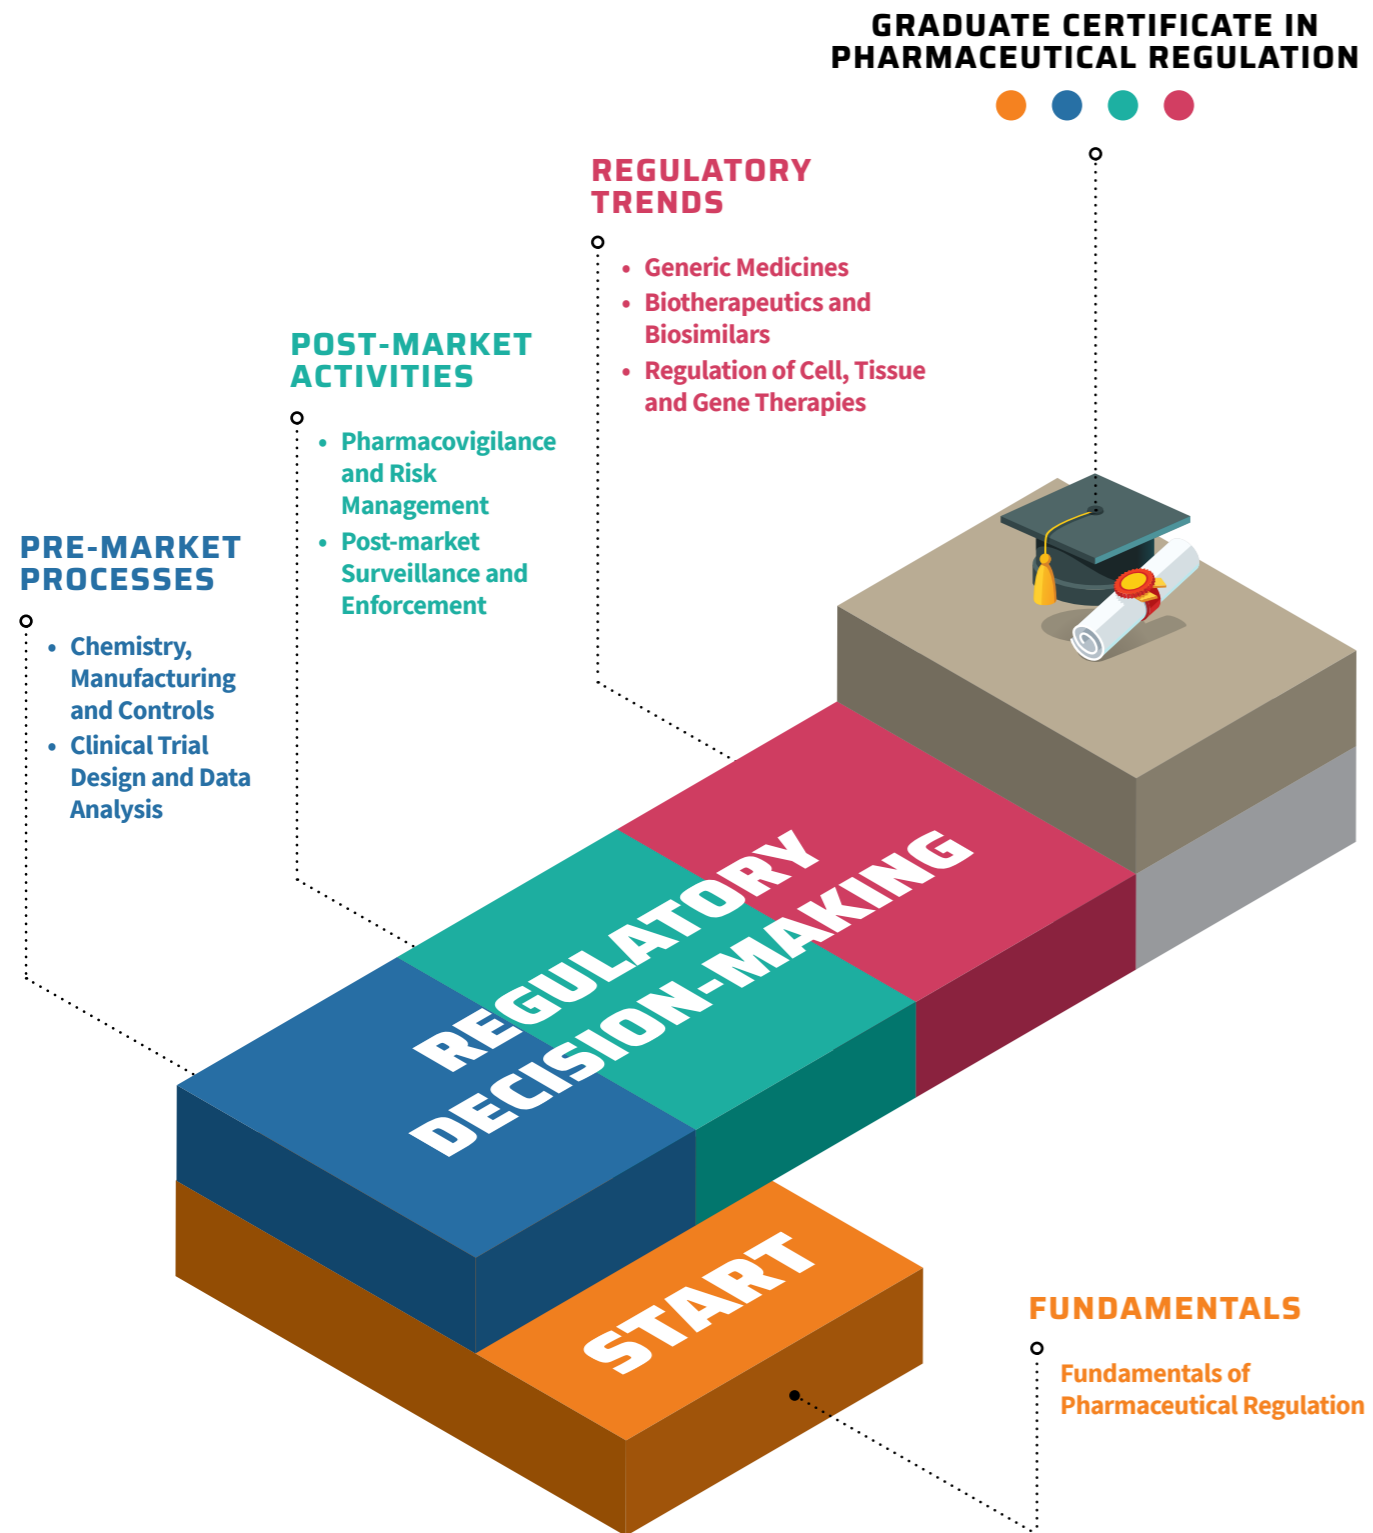 GRADUATE CERTIFICATE IN
PHARMACEUTICAL REGULATION
REGULATORY
TRENDS
• Generic Medicines
• Biotherapeutics and
Biosimilars
• Regulation of Cell, Tissue
and Gene Therapies
POST-MARKET
ACTIVITIES
• Pharmacovigilance
and Risk
Management
• Post-market
Surveillance and
Enforcement
PRE-MARKET
PROCESSES
• Chemistry,
Manufacturing
and Controls
• Clinical Trial
Design and Data
Analysis
REGULATORY
DECISION-MAKING
START
FUNDAMENTALS
Fundamentals of
Pharmaceutical Regulation